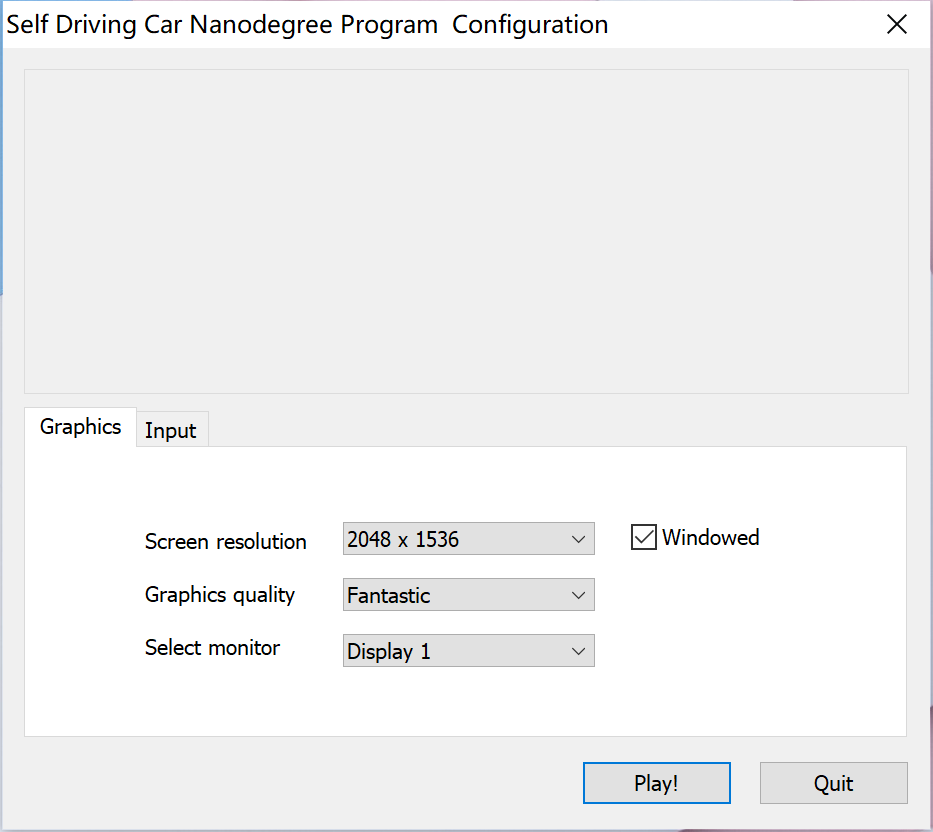 Self Driving Car Nanodegree Program  Configuration
Graphics
Input
Screen resolution
2048 x 1536
Windowed
Graphics quality
Fantastic
Select monitor
Display 1
Play!
Quit